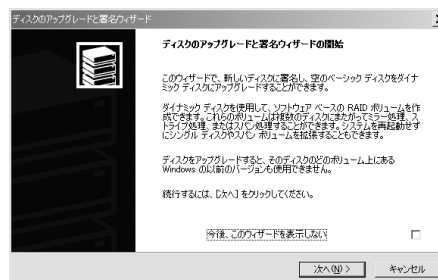 ディスクのアップグレードと署名ウィザード
ディスクのアップグレードと署名ウィザードの開始
このウィザードで、新しいディスクに署名し、空のベーシック ディスクをダイナ
ミック ディスクにアップグレードすることができます。
ダイナミック ディスクを使用して、ソフトウェア ベースの RAID ボリュームを作
成できます。これらのボリュームは複数のディスクにまたがってミラー処理、ス
トライプ処理、またはスパン処理することができます。システムを再起動せず
にシングル ディスクやスパン ボリュームを拡張することもできます。
ディスクをアップグレードすると、そのディスクのどのボリューム上にある
Windows の以前のバージョンも使用できません。
続行するには、[次へ] をクリックしてください。
今後、このウィザードを表示しない
次へ(N) >
キャンセル